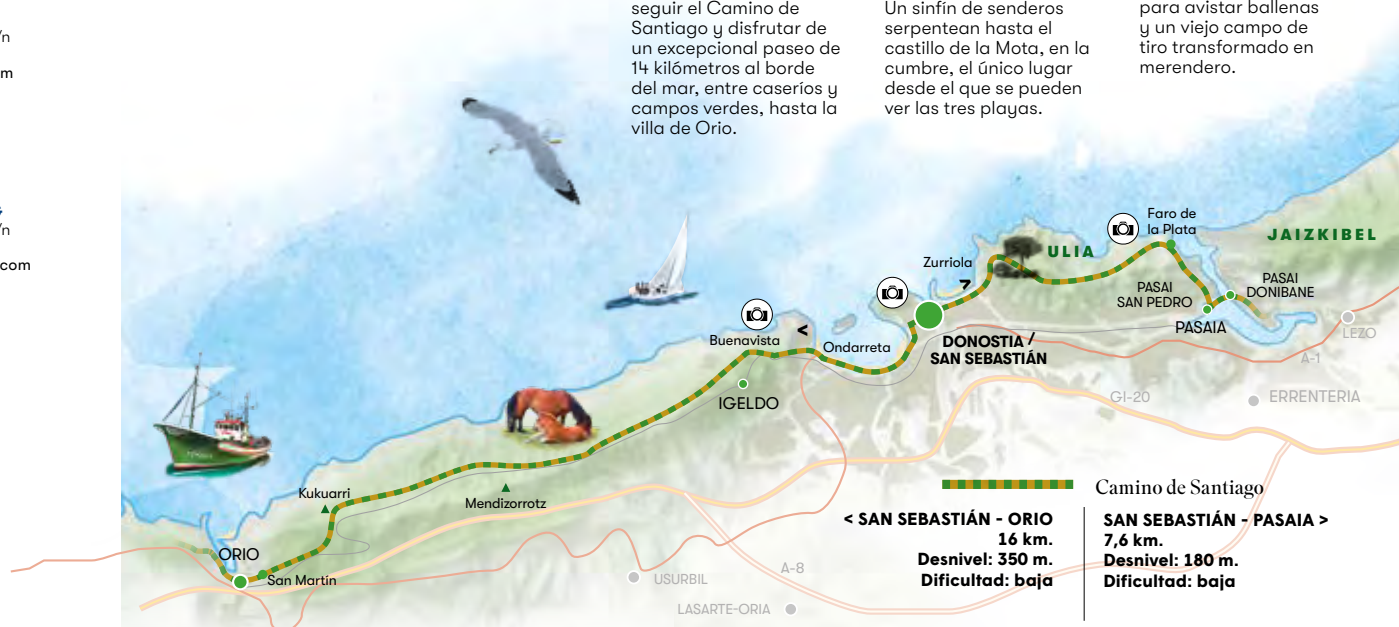 /n
m
/n
com
seguir el Camino de
Santiago y disfrutar de
un excepcional paseo de
14 kilómetros al borde
del mar, entre caseríos y
campos verdes, hasta la
villa de Orio.
Un sinfín de senderos
serpentean hasta el
castillo de la Mota, en la
cumbre, el único lugar
desde el que se pueden
ver las tres playas.
para avistar ballenas
y un viejo campo de
tiro transformado en
merendero.
Faro de
la Plata
JAIZKIBEL
ULIA
Zurriola
PASAI
SAN PEDRO
PASAI
DONIBANE
PASAIA
LEZO
Buenavista
<
Ondarreta
>
DONOSTIA /
SAN SEBASTIÁN
A-1
IGELDO
GI-20
ERRENTERIA
Kukuarri
Mendizorrotz
ORIO
San Martín
USURBIL
A-8
LASARTE-ORIA
Camino de Santiago
< SAN SEBASTIÁN - ORIO
16 km.
Desnivel: 350 m.
Dificultad: baja
SAN SEBASTIÁN - PASAIA >
7,6 km.
Desnivel: 180 m.
Dificultad: baja